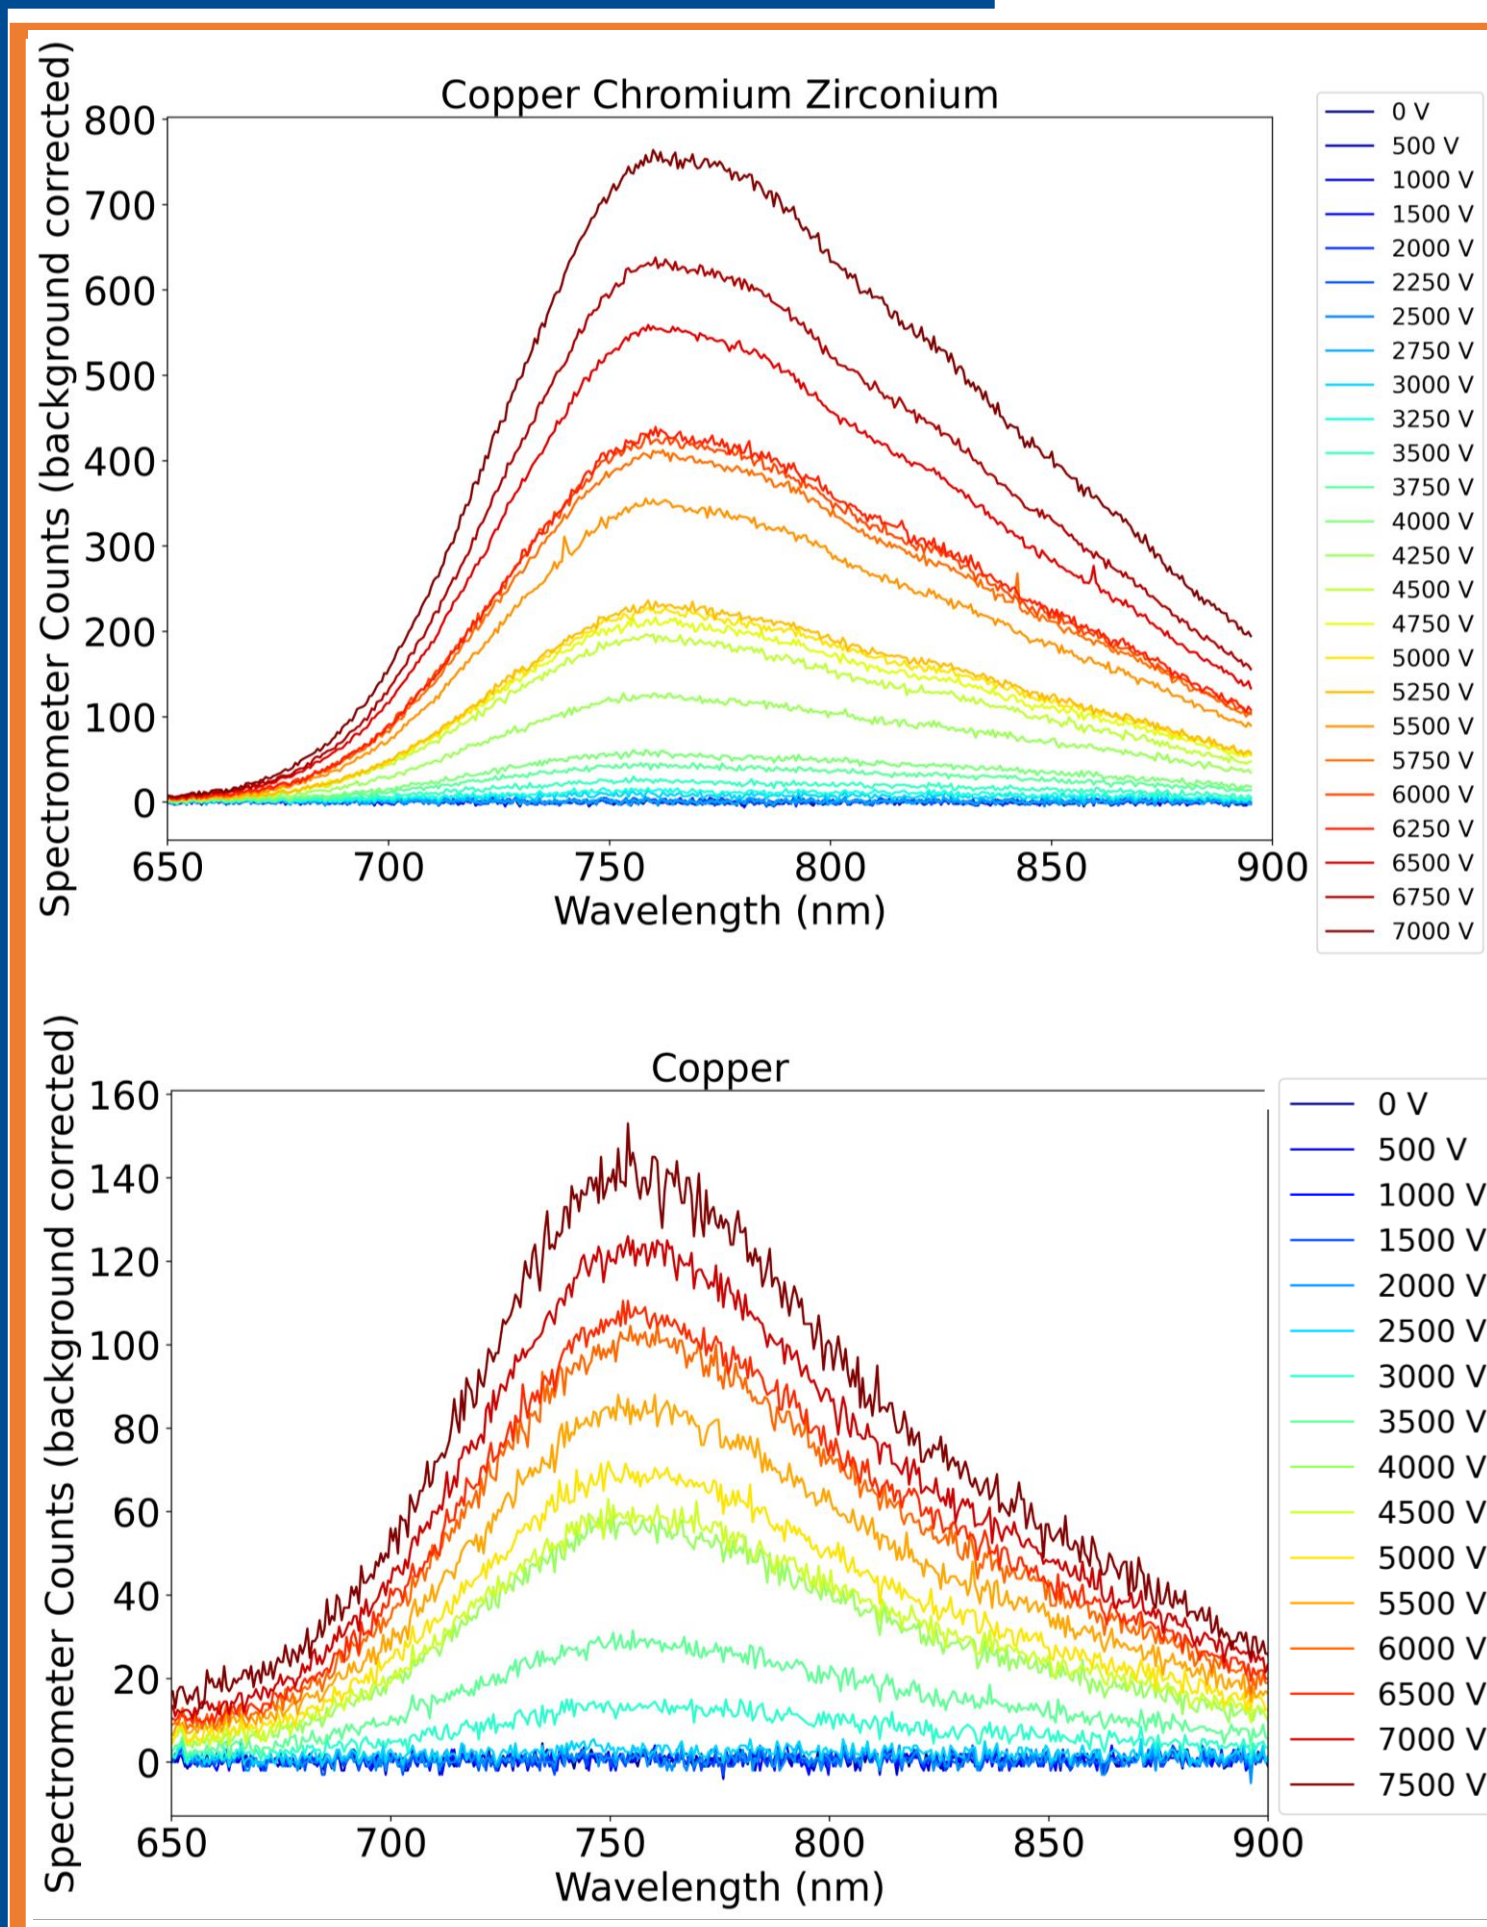 Copper Chromium Zirconium
Spectrometer Counts (background corrected)
800
700
600
500
400
300
200
100
0
650 700 750 800 850 900
Wavelength (nm)
0 V
500 V
1000 V
1500 V
2000 V
2250 V
2500 V
2750 V
3000 V
3250 V
3500 V
3750 V
4000 V
4250 V
4500 V
4750 V
5000 V
5250 V
5500 V
5750 V
6000 V
6250 V
6500 V
6750 V
7000 V
Copper
Spectrometer Counts (background corrected)
160
140
120
100
80
60
40
20
0
650 700 750 800 850 900
Wavelength (nm)
0 V
500 V
1000 V
1500 V
2000 V
2500 V
3000 V
3500 V
4000 V
4500 V
5000 V
5500 V
6000 V
6500 V
7000 V
7500 V